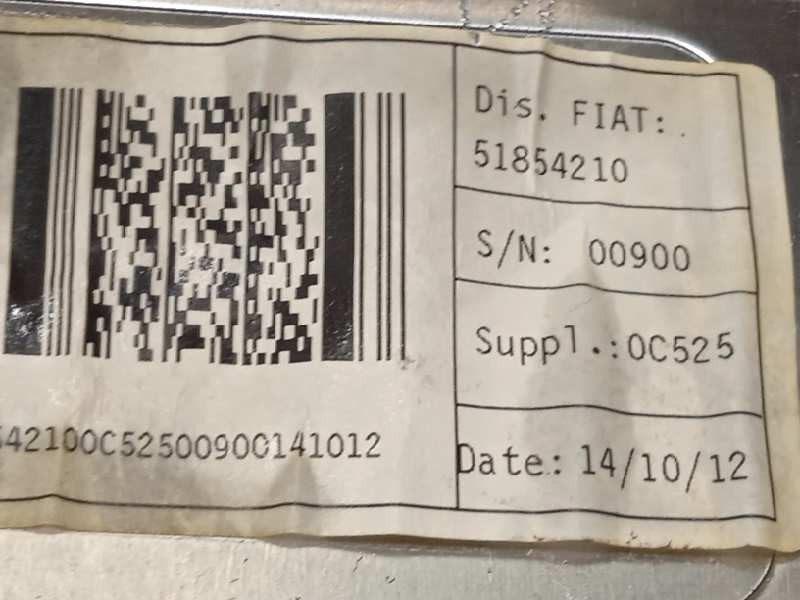 Dis. FIAT:
51854210
S/N: 00900
Suppl.:0C525
Date: 14/10/12
542100C52500900141012